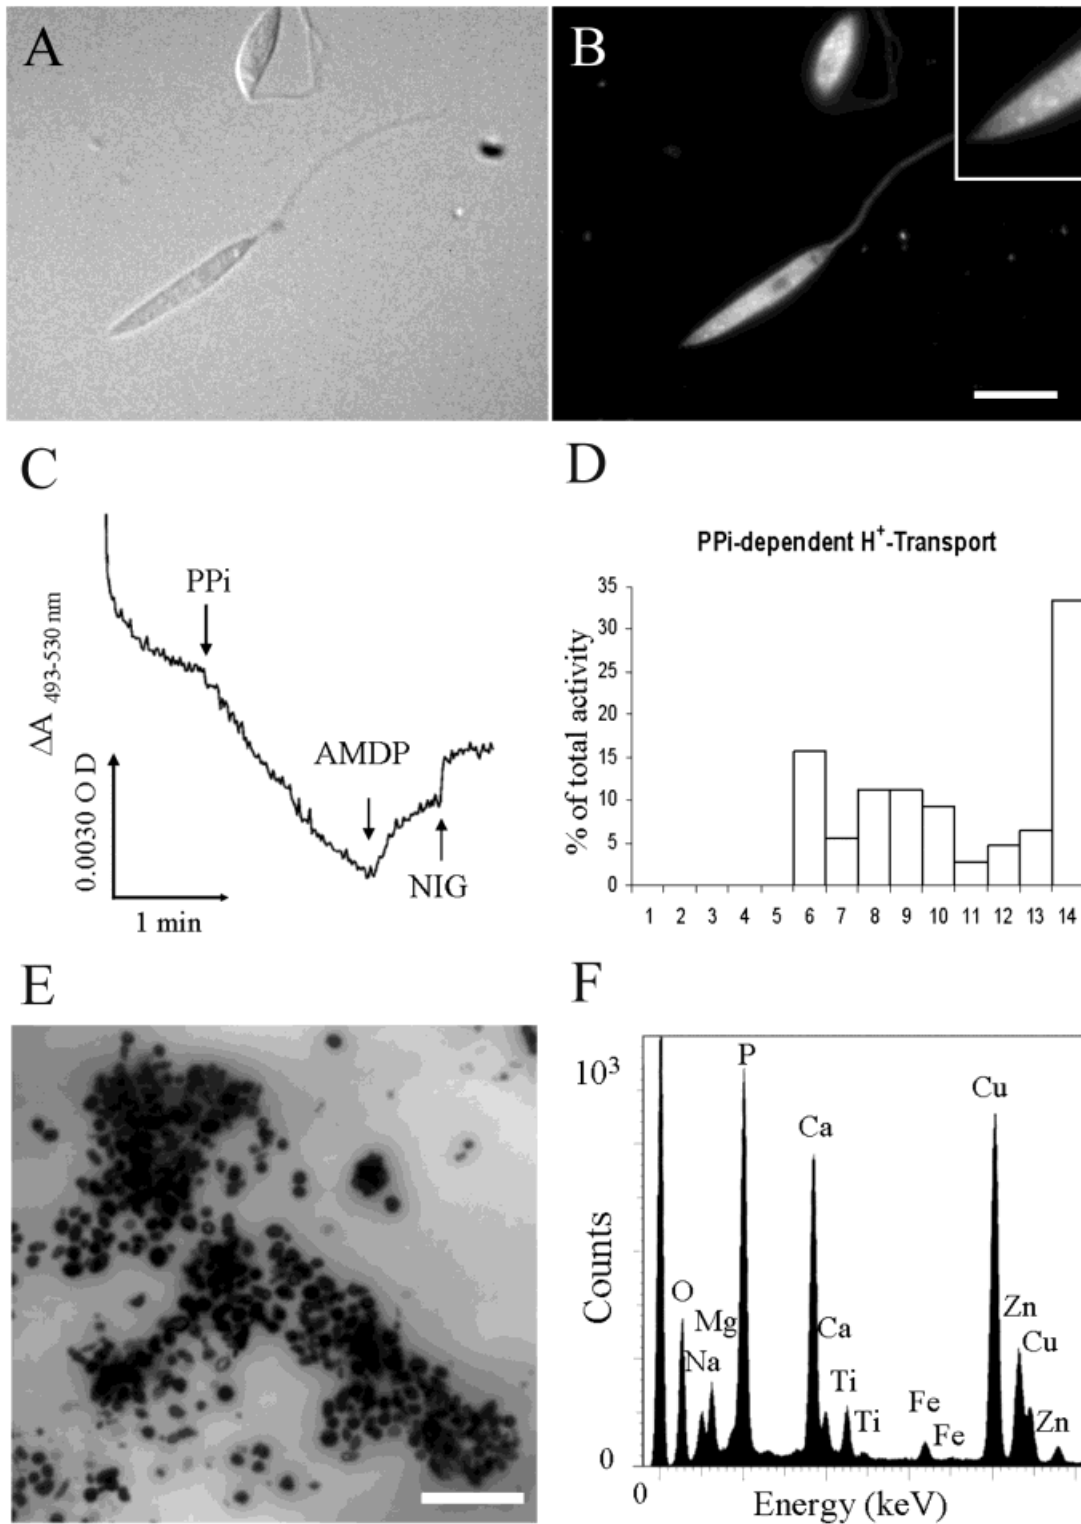 A
B
C
ΔA 493-530 nm
0.0030 O D
PPi
AMDP
NIG
1 min
D
PPi-dependent H+-Transport
% of total activity
35
30
25
20
15
10
5
0
1 2 3 4 5 6 7 8 9 10 11 12 13 14
E
F
Counts
10³
0
O
Na
Mg
P
Ca
Ca
Ti
Ti
Fe
Fe
Cu
Zn
Cu
Zn
0
Energy (keV)